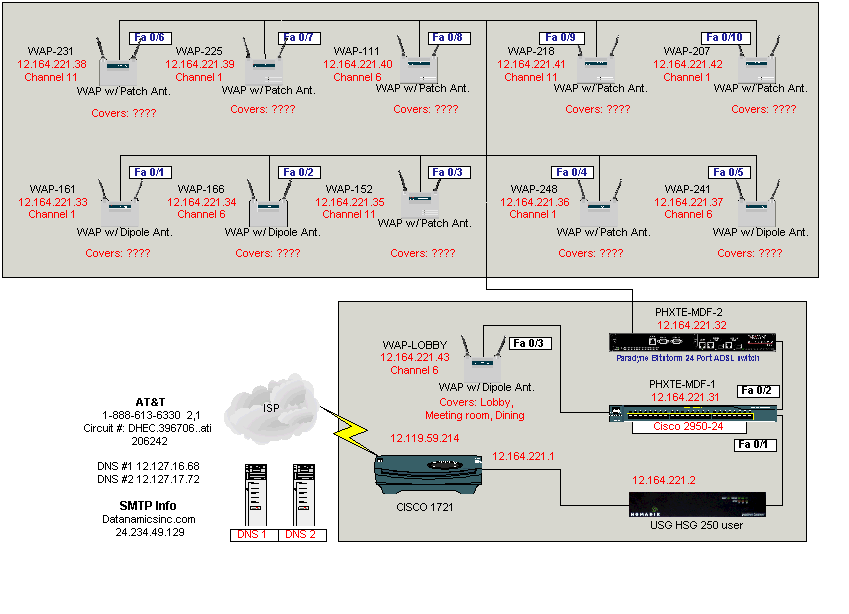 Fa 0/6
Fa 0/7
Fa 0/8
Fa 0/9
Fa 0/10
WAP-231
12.164.221.38
Channel 11
WAP w/ Patch Ant.
Covers: ????
WAP-225
12.164.221.39
Channel 1
WAP w/ Patch Ant.
Covers: ????
WAP-111
12.164.221.40
Channel 6
WAP w/ Patch Ant.
Covers: ????
WAP-218
12.164.221.41
Channel 11
WAP w/ Patch Ant.
Covers: ????
WAP-207
12.164.221.42
Channel 1
WAP w/ Patch Ant.
Covers: ????
Fa 0/1
Fa 0/2
Fa 0/3
Fa 0/4
Fa 0/5
WAP-161
12.164.221.33
Channel 1
WAP w/ Dipole Ant.
Covers: ????
WAP-166
12.164.221.34
Channel 6
WAP w/ Dipole Ant.
Covers: ????
WAP-152
12.164.221.35
Channel 11
WAP w/ Patch Ant.
Covers: ????
WAP-248
12.164.221.36
Channel 1
WAP w/ Patch Ant.
Covers: ????
WAP-241
12.164.221.37
Channel 6
WAP w/ Dipole Ant.
Covers: ????
PHXTE-MDF-2
12.164.221.32
Paradyne Bitstorm 24 Port ADSL switch
WAP-LOBBY
12.164.221.43
Channel 6
Fa 0/3
WAP w/ Dipole Ant.
Covers: Lobby,
Meeting room, Dining
PHXTE-MDF-1
12.164.221.31
Fa 0/2
Cisco 2950-24
Fa 0/1
12.119.59.214
12.164.221.1
CISCO 1721
12.164.221.2
NOMADIX
USG HSG 250 user
ISP
AT&T
1-888-613-6330 2,1
Circuit #: DHEC.396706..ati
206242
DNS #1 12.127.16.68
DNS #2 12.127.17.72
SMTP Info
Datanamicsinc.com
24.234.49.129
DNS 1
DNS 2